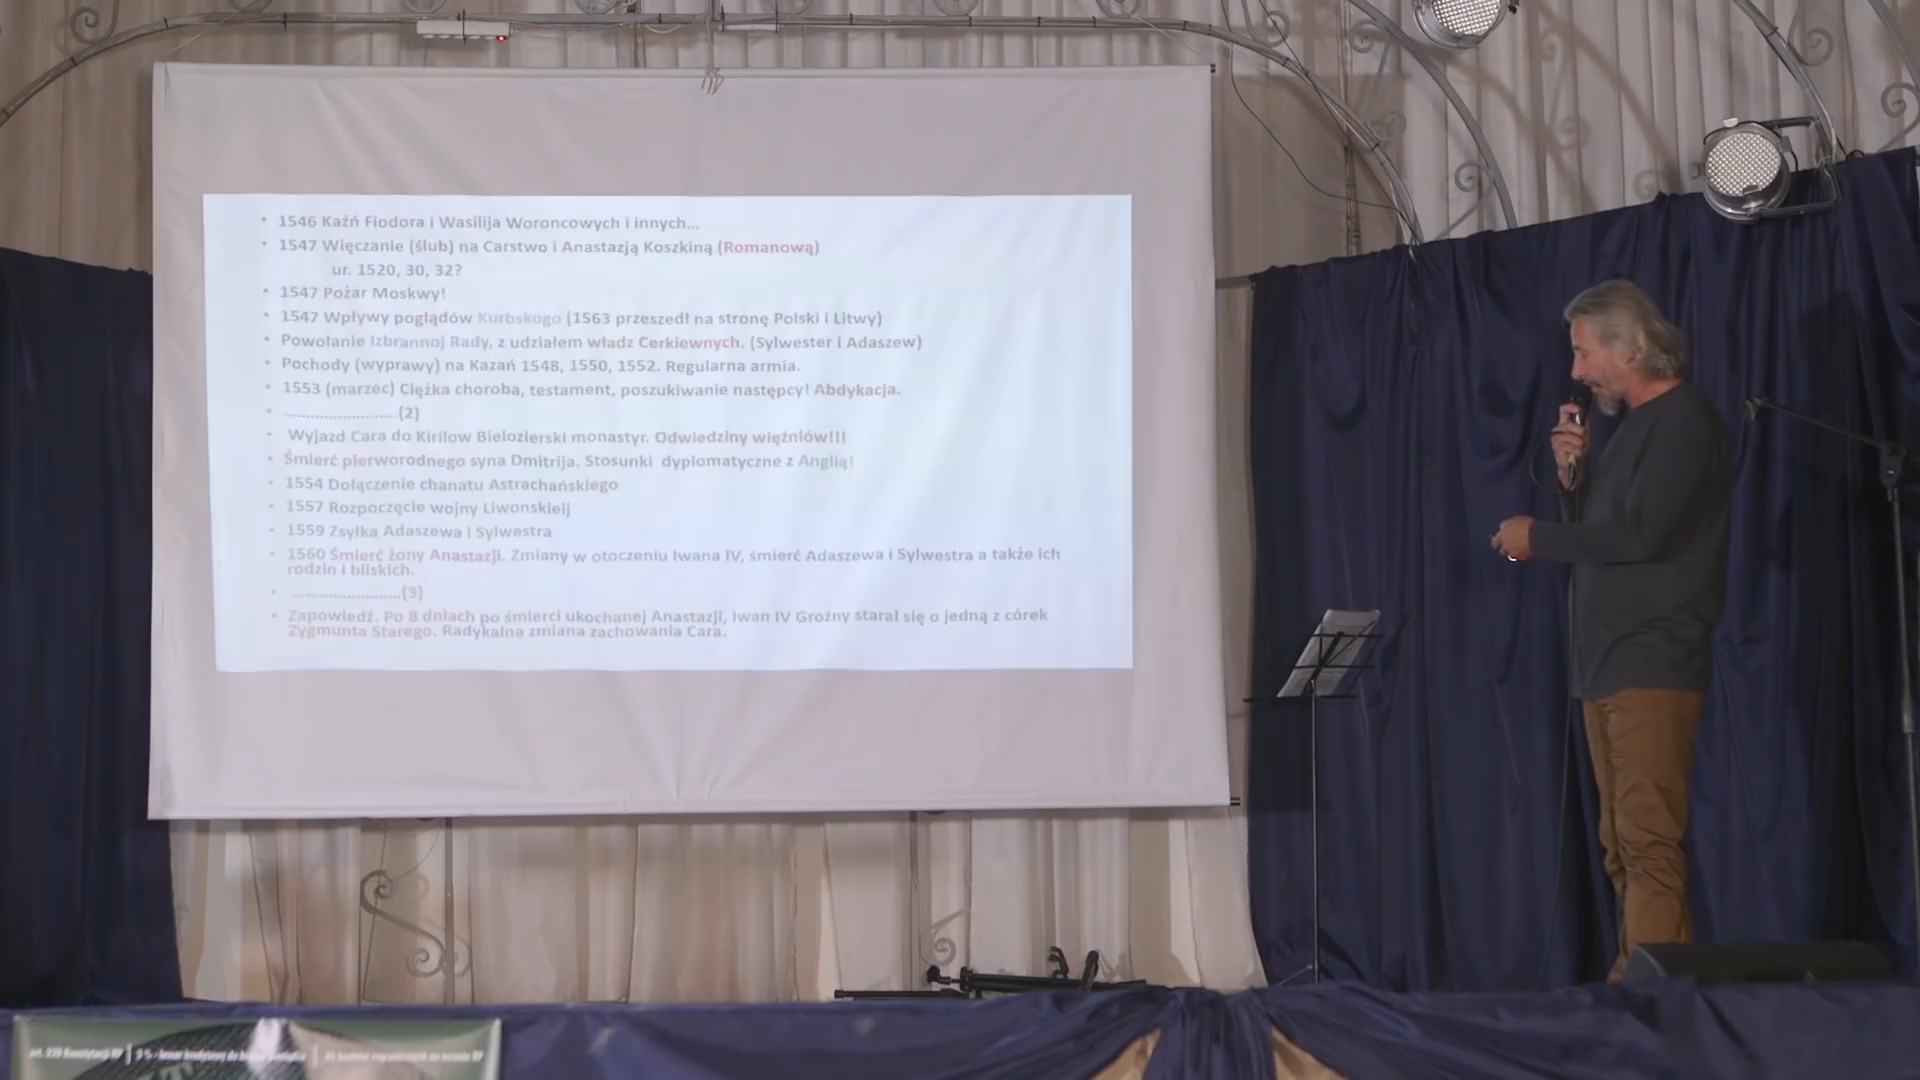 • 1546 Kaźń Fiodora i Wasilija Woroncowych i innych...
• 1547 Więczanie (ślub) na Carstwo i Anastazją Koszkiną (Romanową)
ur. 1520, 30, 32?
• 1547 Pożar Moskwy!
• 1547 Wpływy poglądów Kurbskogo (1563 przeszedł na stronę Polski i Litwy)
• Powołanie Izbrannoj Rady, z udziałem władz Cerkiewnych. (Sylwester i Adaszew)
• Pochody (wyprawy) na Kazań 1548, 1550, 1552. Regularna armia.
• 1553 (marzec) Ciężka choroba, testament, poszukiwanie następcy! Abdykacja.
• ..........................(2)
• Wyjazd Cara do Kirilow Bielozierski monastyr. Odwiedziny więźniów!!!
• Śmierć pierworodnego syna Dmitrija. Stosunki dyplomatyczne z Anglią!
• 1554 Dołączenie chanatu Astrachańskiego
• 1557 Rozpoczęcie wojny Liwonskieij
• 1559 Zsyłka Adaszewa i Sylwestra
• 1560 Śmierć żony Anastazji. Zmiany w otoczeniu Iwana IV, śmierć Adaszewa i Sylwestra a także ich
rodzin i bliskich.
• .........................(3)
• Zapowiedź. Po 8 dniach po śmierci ukochanej Anastazji, Iwan IV Groźny starał się o jedną z córek
Zygmunta Starego. Radykalna zmiana zachowania Cara.